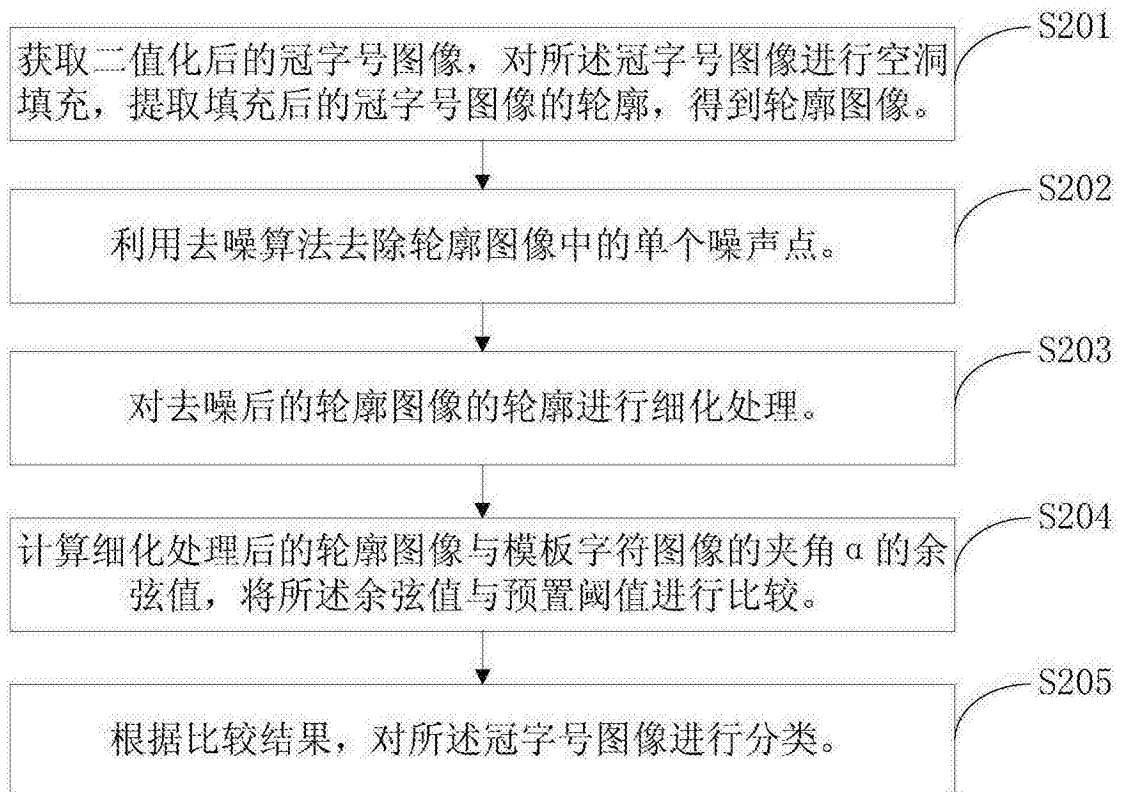 S201
获取二值化后的冠字号图像，对所述冠字号图像进行空洞
填充，提取填充后的冠字号图像的轮廓，得到轮廓图像。
S202
利用去噪算法去除轮廓图像中的单个噪声点。
S203
对去噪后的轮廓图像的轮廓进行细化处理。
S204
计算细化处理后的轮廓图像与模板字符图像的夹角α的余
弦值，将所述余弦值与预置阈值进行比较。
S205
根据比较结果，对所述冠字号图像进行分类。